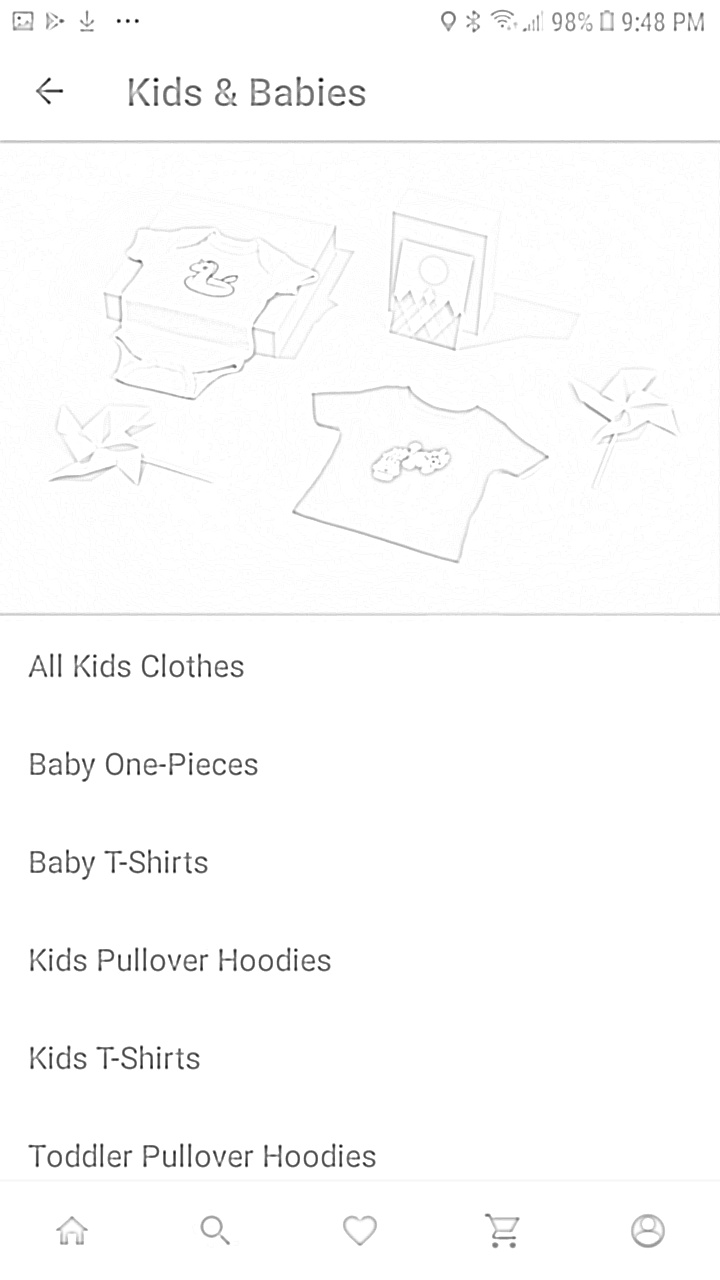 98% 9:48 PM
Kids & Babies
All Kids Clothes
Baby One-Pieces
Baby T-Shirts
Kids Pullover Hoodies
Kids T-Shirts
Toddler Pullover Hoodies